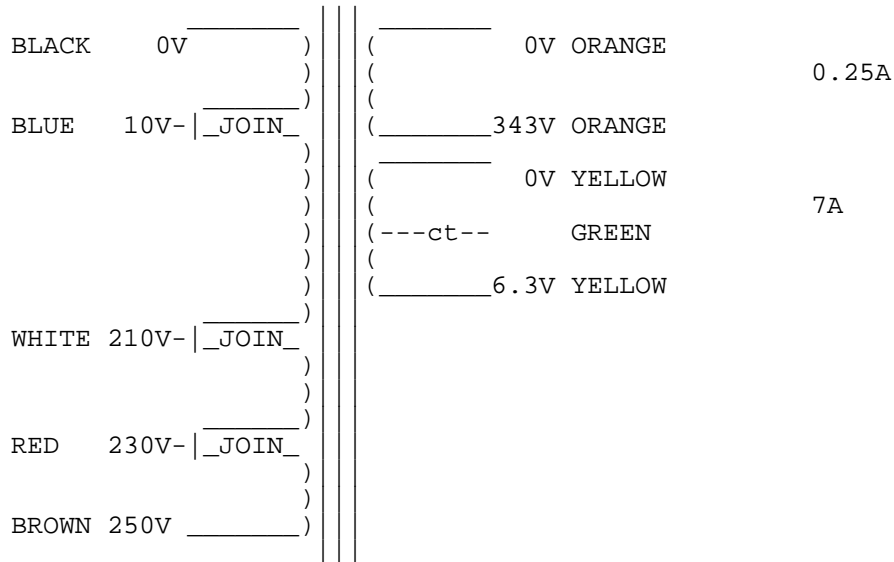 BLACK 0V 0V ORANGE
0.25A
BLUE 10V- JOIN 343V ORANGE
0V YELLOW
7A
---ct-- GREEN
6.3V YELLOW
WHITE 210V- JOIN
RED 230V- JOIN
BROWN 250V